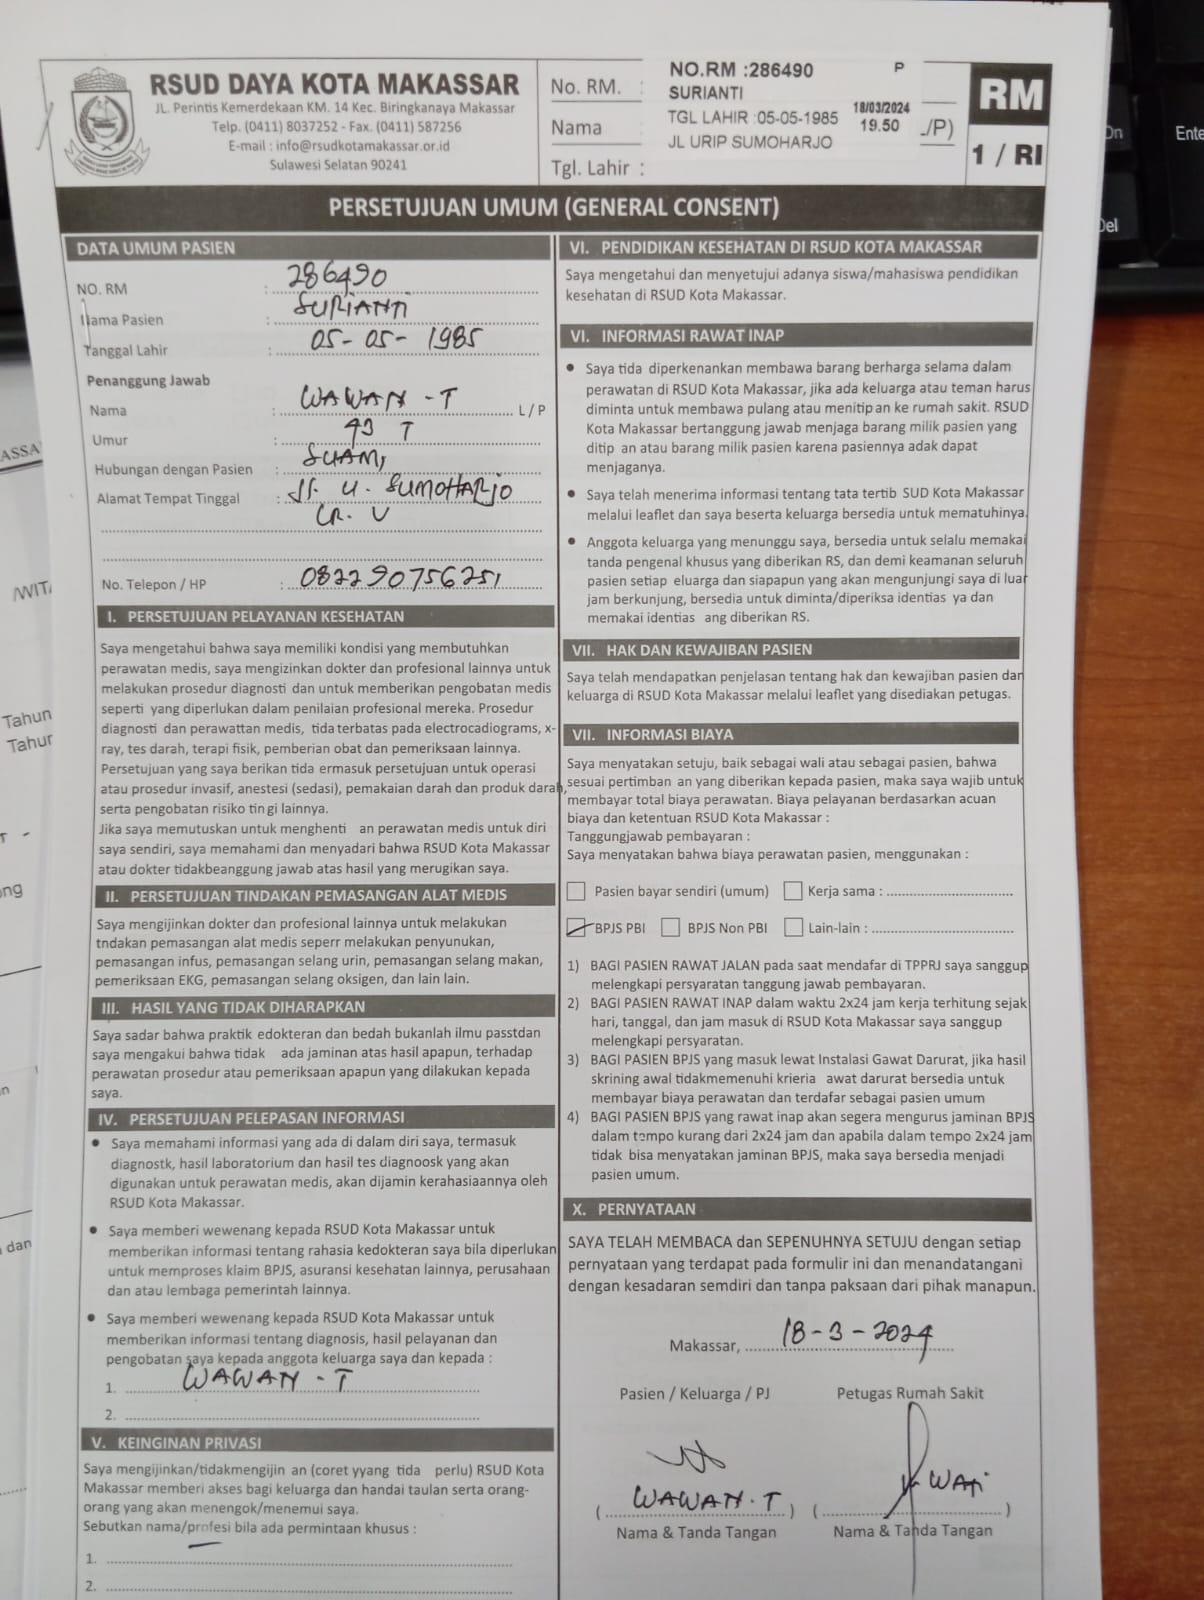 RSUD DAYA KOTA MAKASSAR
JL. Perintis Kemerdekaan KM. 14 Kec. Biringkanaya Makassar
Telp. (0411) 8037252 - Fax. (0411) 587256
E-mail : info@rsudkotamakassar.or.id
Sulawesi Selatan 90241
No. RM. :
Nama
Tgl. Lahir :
NO.RM :286490 P
SURIANTI
TGL LAHIR :05-05-1985
JL URIP SUMOHARJO
18/03/2024
19.50
/P)
RM
1 / RI
PERSETUJUAN UMUM (GENERAL CONSENT)
DATA UMUM PASIEN
NO. RM : 286490
Nama Pasien : SURIANTI
Tanggal Lahir : 05-05-1985
Penanggung Jawab
Nama : WAWAN - T L / P
Umur : 43 T
Hubungan dengan Pasien : SUAMI
Alamat Tempat Tinggal : Jl. U. SUMOHARJO
LR. V
No. Telepon / HP : 082290756251
I. PERSETUJUAN PELAYANAN KESEHATAN
Saya mengetahui bahwa saya memiliki kondisi yang membutuhkan
perawatan medis, saya mengizinkan dokter dan profesional lainnya untuk
melakukan prosedur diagnosti dan untuk memberikan pengobatan medis
seperti yang diperlukan dalam penilaian profesional mereka. Prosedur
diagnosti dan perawattan medis, tida terbatas pada electrocadiograms, x-
ray, tes darah, terapi fisik, pemberian obat dan pemeriksaan lainnya.
Persetujuan yang saya berikan tida ermasuk persetujuan untuk operasi
atau prosedur invasif, anestesi (sedasi), pemakaian darah dan produk darah,
serta pengobatan risiko tin gi lainnya.
Jika saya memutuskan untuk menghenti an perawatan medis untuk diri
saya sendiri, saya memahami dan menyadari bahwa RSUD Kota Makassar
atau dokter tidakbeanggung jawab atas hasil yang merugikan saya.
II. PERSETUJUAN TINDAKAN PEMASANGAN ALAT MEDIS
Saya mengijinkan dokter dan profesional lainnya untuk melakukan
tndakan pemasangan alat medis seperr melakukan penyunukan,
pemasangan infus, pemasangan selang urin, pemasangan selang makan,
pemeriksaan EKG, pemasangan selang oksigen, dan lain lain.
III. HASIL YANG TIDAK DIHARAPKAN
Saya sadar bahwa praktik edokteran dan bedah bukanlah ilmu passtdan
saya mengakui bahwa tidak ada jaminan atas hasil apapun, terhadap
perawatan prosedur atau pemeriksaan apapun yang dilakukan kepada
saya.
IV. PERSETUJUAN PELEPASAN INFORMASI
● Saya memahami informasi yang ada di dalam diri saya, termasuk
diagnostk, hasil laboratorium dan hasil tes diagnoosk yang akan
digunakan untuk perawatan medis, akan dijamin kerahasiaannya oleh
RSUD Kota Makassar.
● Saya memberi wewenang kepada RSUD Kota Makassar untuk
memberikan informasi tentang rahasia kedokteran saya bila diperlukan
untuk memproses klaim BPJS, asuransi kesehatan lainnya, perusahaan
dan atau lembaga pemerintah lainnya.
● Saya memberi wewenang kepada RSUD Kota Makassar untuk
memberikan informasi tentang diagnosis, hasil pelayanan dan
pengobatan saya kepada anggota keluarga saya dan kepada :
1. WAWAN - T
2.
V. KEINGINAN PRIVASI
Saya mengijinkan/tidakmengijin an (coret yyang tida perlu) RSUD Kota
Makassar memberi akses bagi keluarga dan handai taulan serta orang-
orang yang akan menengok/menemui saya.
Sebutkan nama/profesi bila ada permintaan khusus :
1.
2.
VI. PENDIDIKAN KESEHATAN DI RSUD KOTA MAKASSAR
Saya mengetahui dan menyetujui adanya siswa/mahasiswa pendidikan
kesehatan di RSUD Kota Makassar.
VI. INFORMASI RAWAT INAP
● Saya tida diperkenankan membawa barang berharga selama dalam
perawatan di RSUD Kota Makassar, jika ada keluarga atau teman harus
diminta untuk membawa pulang atau menitip an ke rumah sakit. RSUD
Kota Makassar bertanggung jawab menjaga barang milik pasien yang
ditip an atau barang milik pasien karena pasiennya adak dapat
menjaganya.
● Saya telah menerima informasi tentang tata tertib SUD Kota Makassar
melalui leaflet dan saya beserta keluarga bersedia untuk mematuhinya.
● Anggota keluarga yang menunggu saya, bersedia untuk selalu memakai
tanda pengenal khusus yang diberikan RS, dan demi keamanan seluruh
pasien setiap eluarga dan siapapun yang akan mengunjungi saya di luar
jam berkunjung, bersedia untuk diminta/diperiksa identias ya dan
memakai identias ang diberikan RS.
VII. HAK DAN KEWAJIBAN PASIEN
Saya telah mendapatkan penjelasan tentang hak dan kewajiban pasien dan
keluarga di RSUD Kota Makassar melalui leaflet yang disediakan petugas.
VII. INFORMASI BIAYA
Saya menyatakan setuju, baik sebagai wali atau sebagai pasien, bahwa
sesuai pertimban an yang diberikan kepada pasien, maka saya wajib untuk
membayar total biaya perawatan. Biaya pelayanan berdasarkan acuan
biaya dan ketentuan RSUD Kota Makassar :
Tanggungjawab pembayaran :
Saya menyatakan bahwa biaya perawatan pasien, menggunakan :
Pasien bayar sendiri (umum) Kerja sama :
BPJS PBI BPJS Non PBI Lain-lain :
1) BAGI PASIEN RAWAT JALAN pada saat mendafar di TPPRJ saya sanggup
melengkapi persyaratan tanggung jawab pembayaran.
2) BAGI PASIEN RAWAT INAP dalam waktu 2x24 jam kerja terhitung sejak
hari, tanggal, dan jam masuk di RSUD Kota Makassar saya sanggup
melengkapi persyaratan.
3) BAGI PASIEN BPJS yang masuk lewat Instalasi Gawat Darurat, jika hasil
skrining awal tidakmemenuhi krieria awat darurat bersedia untuk
membayar biaya perawatan dan terdafar sebagai pasien umum
4) BAGI PASIEN BPJS yang rawat inap akan segera mengurus jaminan BPJS
dalam tempo kurang dari 2x24 jam dan apabila dalam tempo 2x24 jam
tidak bisa menyatakan jaminan BPJS, maka saya bersedia menjadi
pasien umum.
X. PERNYATAAN
SAYA TELAH MEMBACA dan SEPENUHNYA SETUJU dengan setiap
pernyataan yang terdapat pada formulir ini dan menandatangani
dengan kesadaran semdiri dan tanpa paksaan dari pihak manapun.
Makassar, 18-3-2024
Pasien / Keluarga / PJ Petugas Rumah Sakit
( WAWAN . T ) ( WATI )
Nama & Tanda Tangan Nama & Tanda Tangan
Del